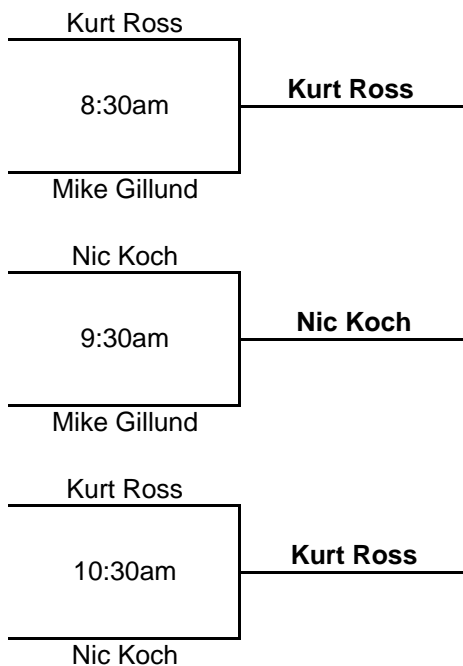 Kurt Ross
8:30am
Kurt Ross
Mike Gillund
Nic Koch
9:30am
Nic Koch
Mike Gillund
Kurt Ross
10:30am
Kurt Ross
Nic Koch